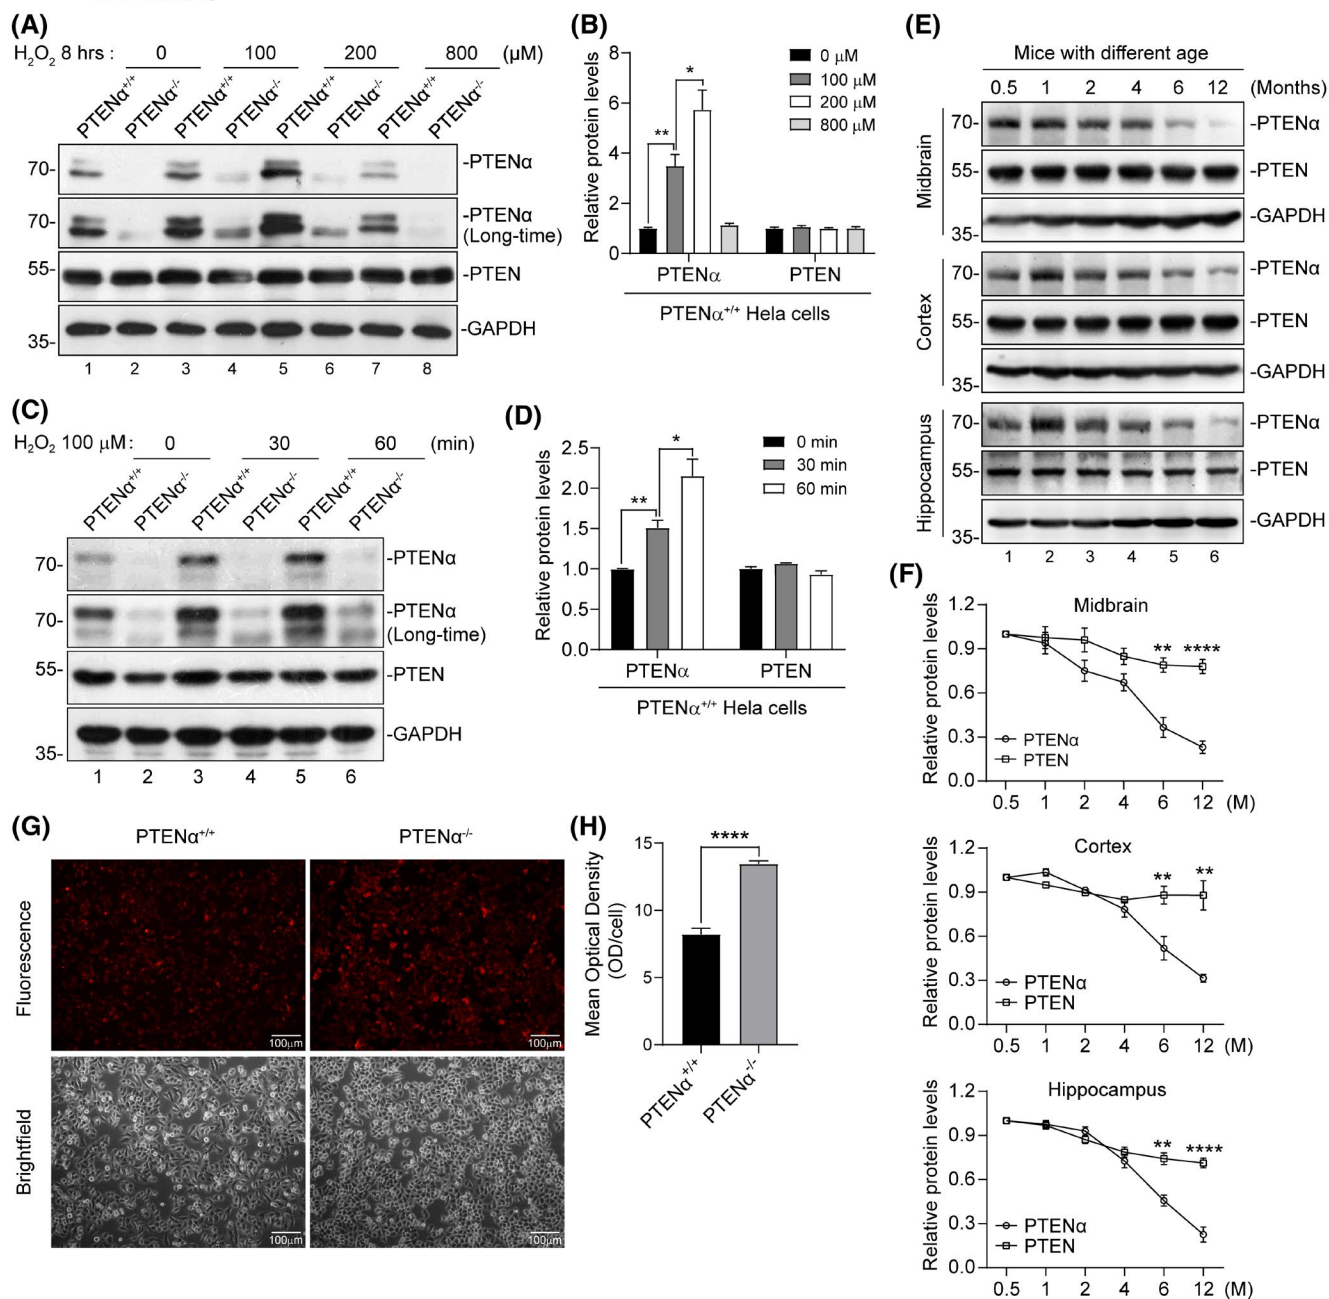 (A)
H₂O₂ 8 hrs : 0 100 200 800 (μM)
PTENα⁺/⁺ PTENα⁻/⁻ PTENα⁺/⁺ PTENα⁻/⁻ PTENα⁺/⁺ PTENα⁻/⁻ PTENα⁺/⁺ PTENα⁻/⁻
70- -PTENα
70- -PTENα
(Long-time)
55- -PTEN
35- -GAPDH
1 2 3 4 5 6 7 8
(B)
Relative protein levels
8
6
4
2
0
** *
0 μM
100 μM
200 μM
800 μM
PTENα PTEN
PTENα⁺/⁺ Hela cells
(C)
H₂O₂ 100 μM : 0 30 60 (min)
PTENα⁺/⁺ PTENα⁻/⁻ PTENα⁺/⁺ PTENα⁻/⁻ PTENα⁺/⁺ PTENα⁻/⁻
70- -PTENα
70- -PTENα
(Long-time)
55- -PTEN
35- -GAPDH
1 2 3 4 5 6
(D)
Relative protein levels
2.5
2.0
1.5
1.0
0.5
0.0
** *
0 min
30 min
60 min
PTENα PTEN
PTENα⁺/⁺ Hela cells
(E)
Mice with different age
0.5 1 2 4 6 12 (Months)
Midbrain
70- -PTENα
55- -PTEN
35- -GAPDH
Cortex
70- -PTENα
55- -PTEN
35- -GAPDH
Hippocampus
70- -PTENα
55- -PTEN
35- -GAPDH
1 2 3 4 5 6
(F)
Midbrain
Relative protein levels
1.2
0.9
0.6
0.3
0.0
** ****
PTENα
PTEN
0.5 1 2 4 6 12 (M)
Cortex
Relative protein levels
1.2
0.9
0.6
0.3
0.0
** **
PTENα
PTEN
0.5 1 2 4 6 12 (M)
Hippocampus
Relative protein levels
1.2
0.9
0.6
0.3
0.0
** ****
PTENα
PTEN
0.5 1 2 4 6 12 (M)
(G)
PTENα⁺/⁺ PTENα⁻/⁻
Fluorescence
100μm 100μm
Brightfield
100μm 100μm
(H)
Mean Optical Density
(OD/cell)
15
10
5
0
****
PTENα⁺/⁺ PTENα⁻/⁻